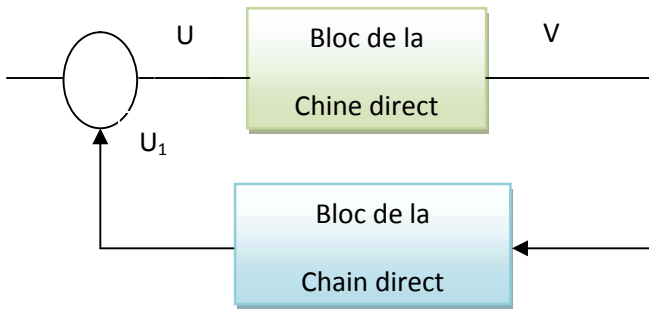 U
Bloc de la
V
Chine direct
U₁
Bloc de la
Chain direct